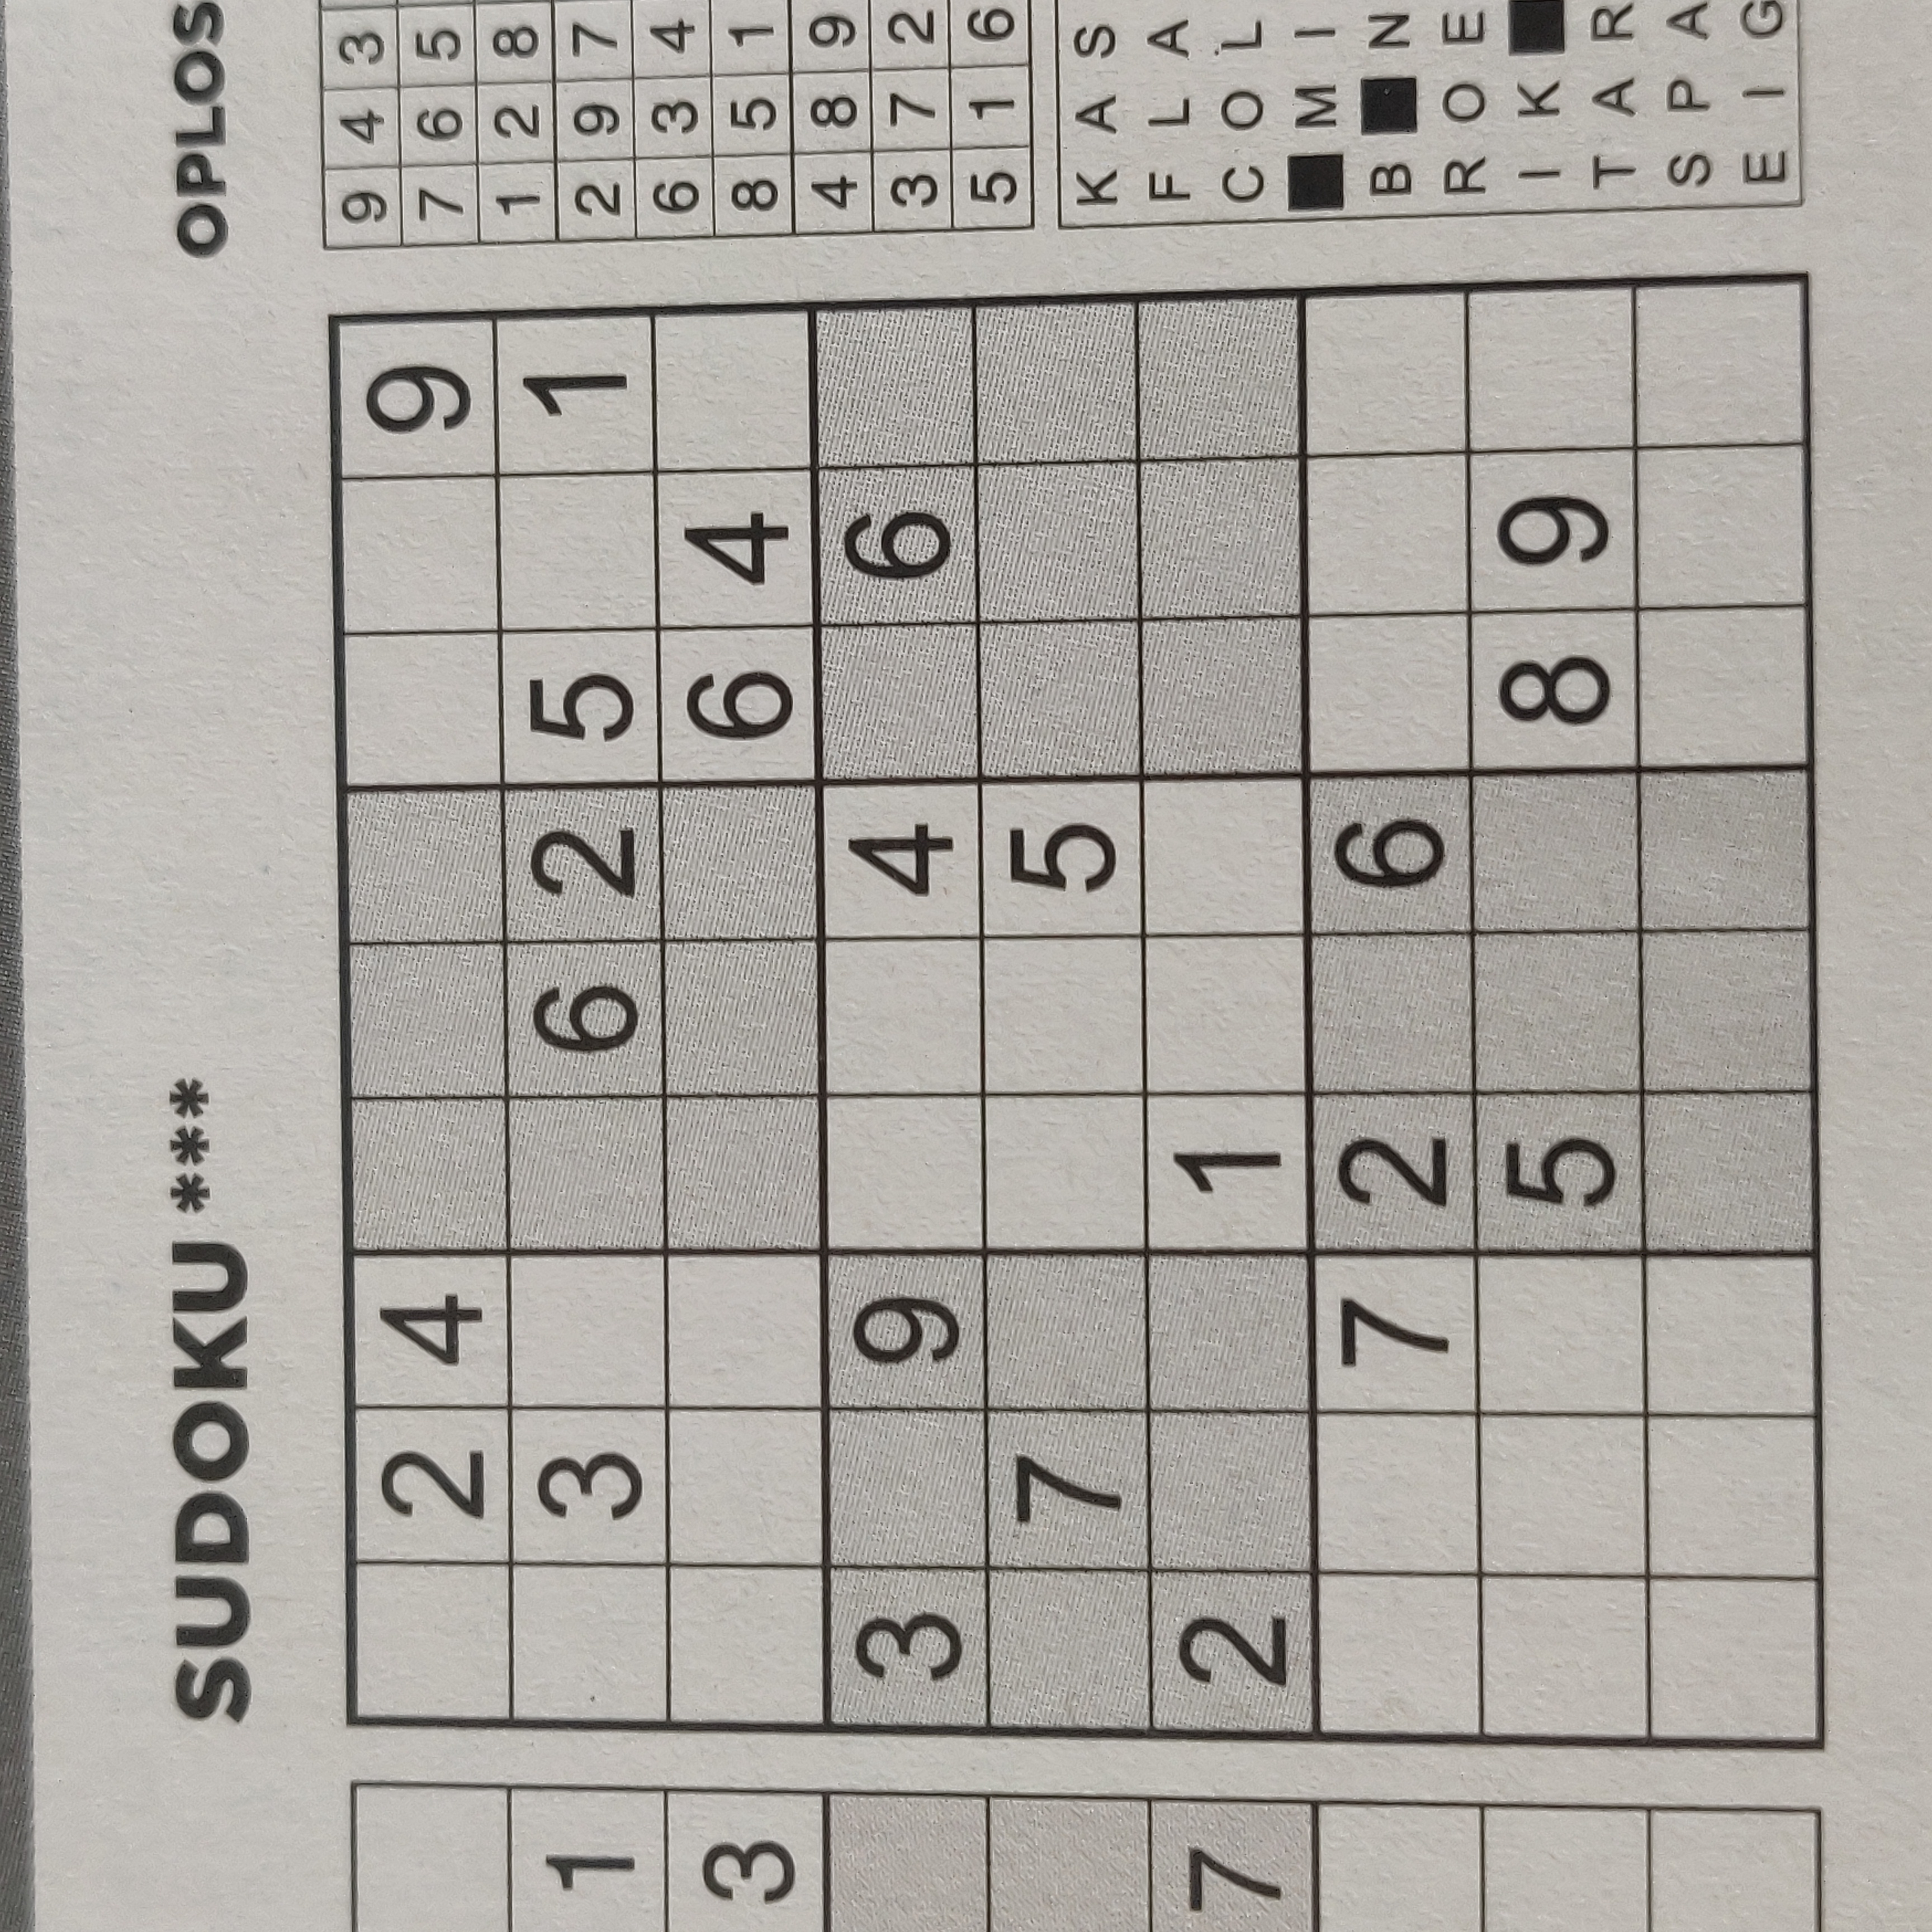 SUDOKU ***
OPLOS
2 4 9
3 6 2 5 1
6 4
3 9 4 6
7 5
2 1
7 2 6
5 8 9
1
3
7
9 4 3
7 6 5
1 2 8
2 9 7
6 3 4
8 5 1
4 8 9
3 7 2
5 1 6
K A S
F L A
C O L
M I
B N
R O E
I K
T A R
S P A
E I G